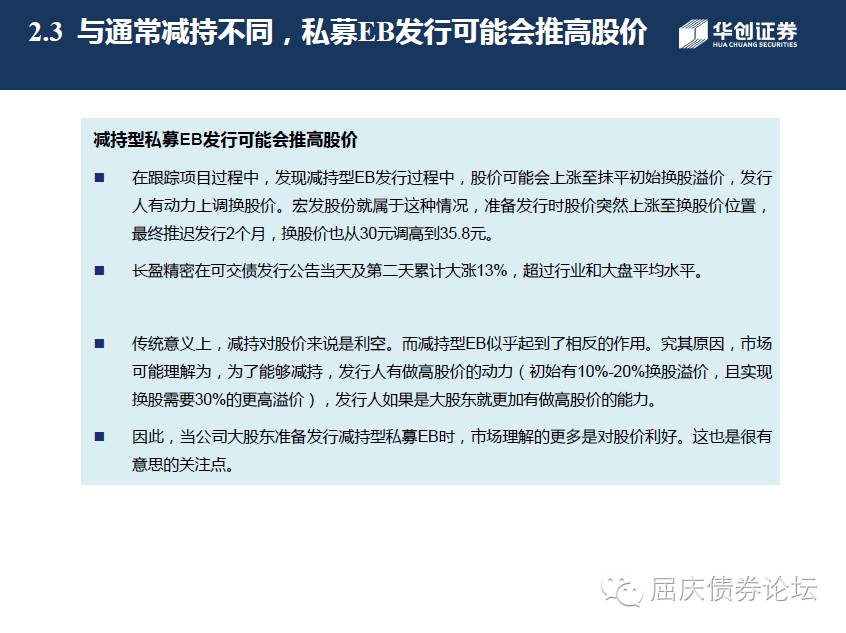 2.3 与通常减持不同，私募EB发行可能会推高股价
华创证券
HUA CHUANG SECURITIES
减持型私募EB发行可能会推高股价
■ 在跟踪项目过程中，发现减持型EB发行过程中，股价可能会上涨至抹平初始换股溢价，发行
人有动力上调换股价。宏发股份就属于这种情况，准备发行时股价突然上涨至换股价位置，
最终推迟发行2个月，换股价也从30元调高到35.8元。
■ 长盈精密在可交债发行公告当天及第二天累计大涨13%，超过行业和大盘平均水平。
■ 传统意义上，减持对股价来说是利空。而减持型EB似乎起到了相反的作用。究其原因，市场
可能理解为，为了能够减持，发行人有做高股价的动力（初始有10%-20%换股溢价，且实现
换股需要30%的更高溢价），发行人如果是大股东就更加有做高股价的能力。
■ 因此，当公司大股东准备发行减持型私募EB时，市场理解的更多是对股价利好。这也是很有
意思的关注点。
屈庆债券论坛